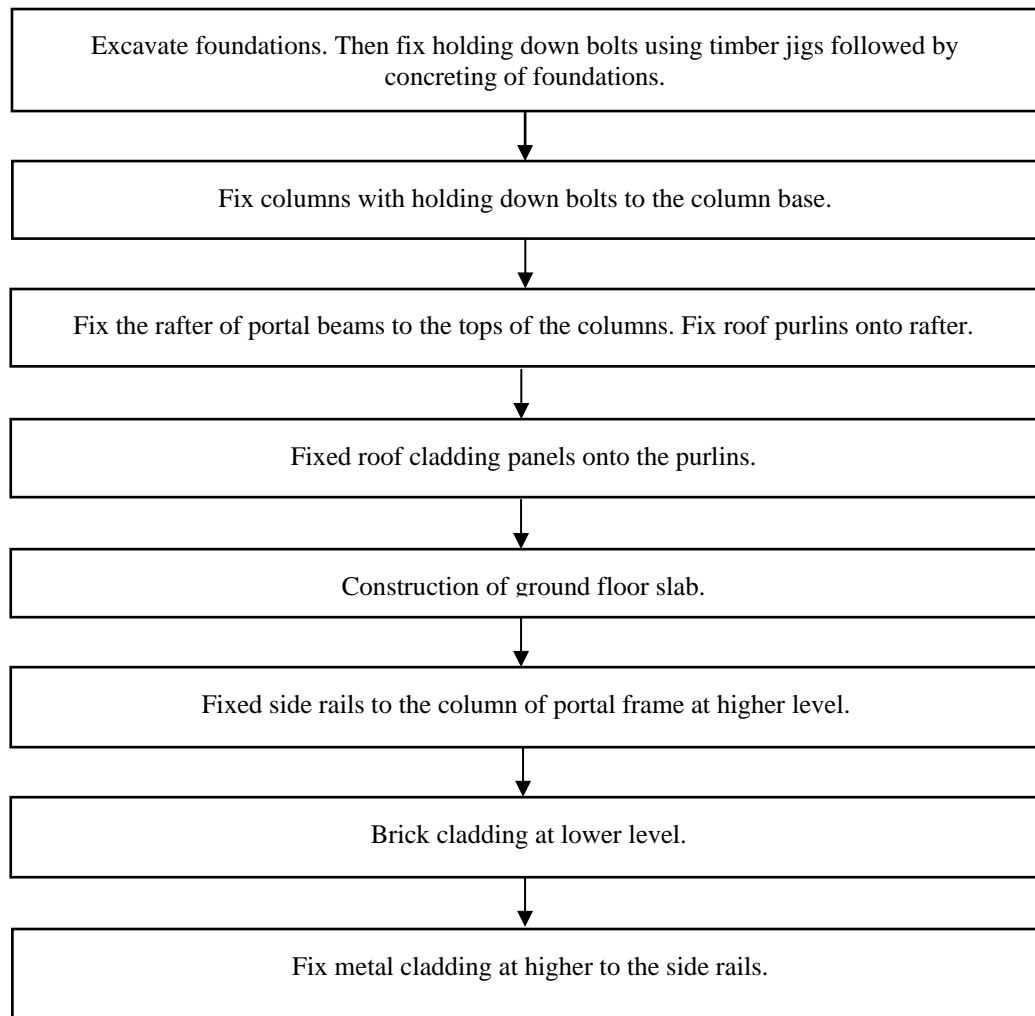 Excavate foundations. Then fix holding down bolts using timber jigs followed by
concreting of foundations.
Fix columns with holding down bolts to the column base.
Fix the rafter of portal beams to the tops of the columns. Fix roof purlins onto rafter.
Fixed roof cladding panels onto the purlins.
Construction of ground floor slab.
Fixed side rails to the column of portal frame at higher level.
Brick cladding at lower level.
Fix metal cladding at higher to the side rails.